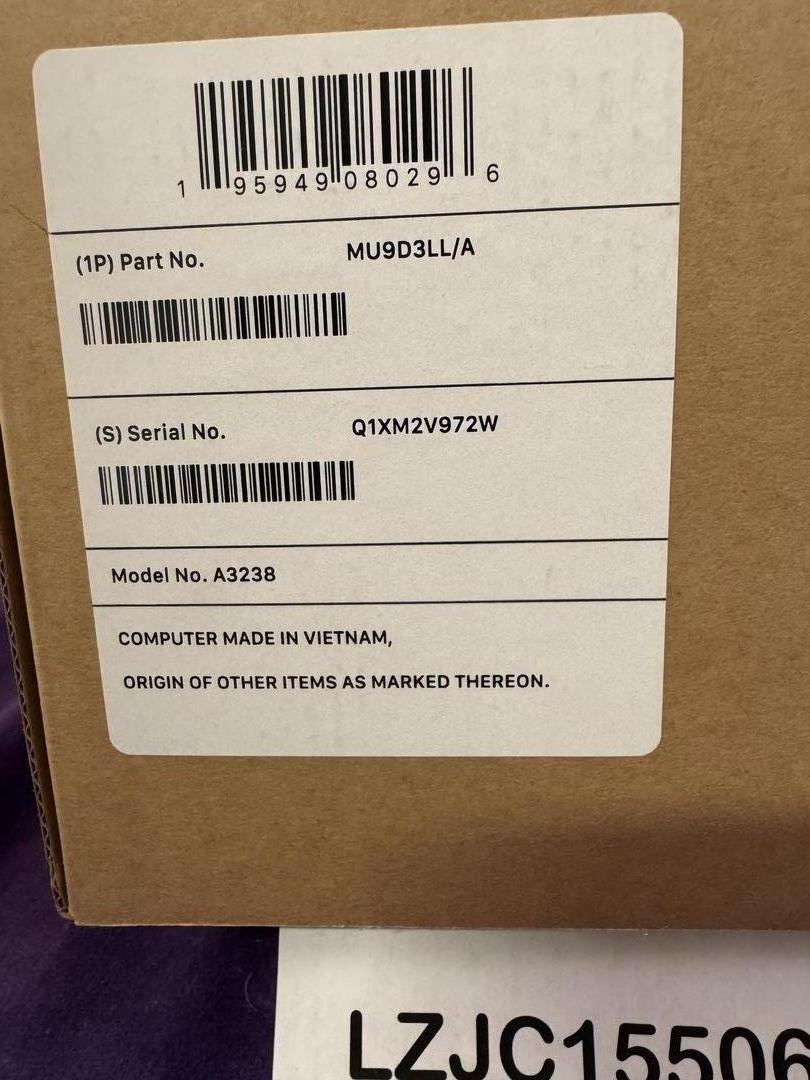 1 95949 08029 6
(1P) Part No. MU9D3LL/A
(S) Serial No. Q1XM2V972W
Model No. A3238
COMPUTER MADE IN VIETNAM,
ORIGIN OF OTHER ITEMS AS MARKED THEREON.
LZJC15506